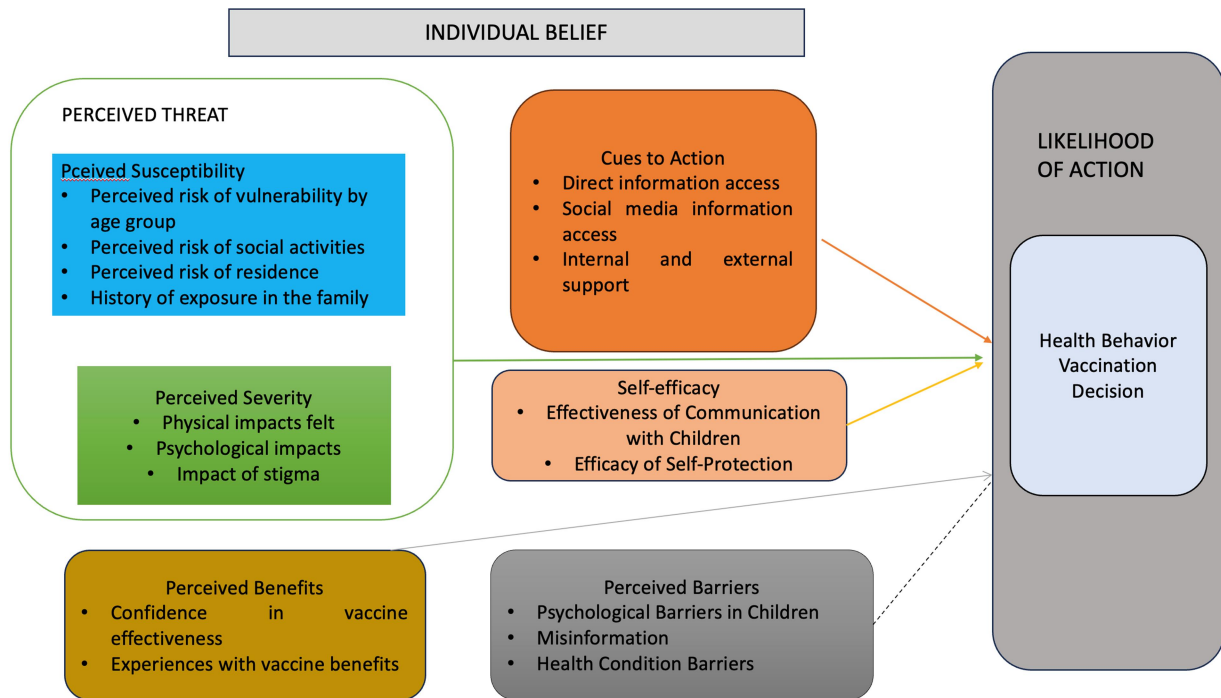 INDIVIDUAL BELIEF
PERCEIVED THREAT
Pceived Susceptibility
• Perceived risk of vulnerability by
age group
• Perceived risk of social activities
• Perceived risk of residence
• History of exposure in the family
Perceived Severity
• Physical impacts felt
• Psychological impacts
• Impact of stigma
Cues to Action
• Direct information access
• Social media information
access
• Internal and external
support
Self-efficacy
• Effectiveness of Communication
with Children
• Efficacy of Self-Protection
Perceived Benefits
• Confidence in vaccine
effectiveness
• Experiences with vaccine benefits
Perceived Barriers
• Psychological Barriers in Children
• Misinformation
• Health Condition Barriers
LIKELIHOOD
OF ACTION
Health Behavior
Vaccination
Decision